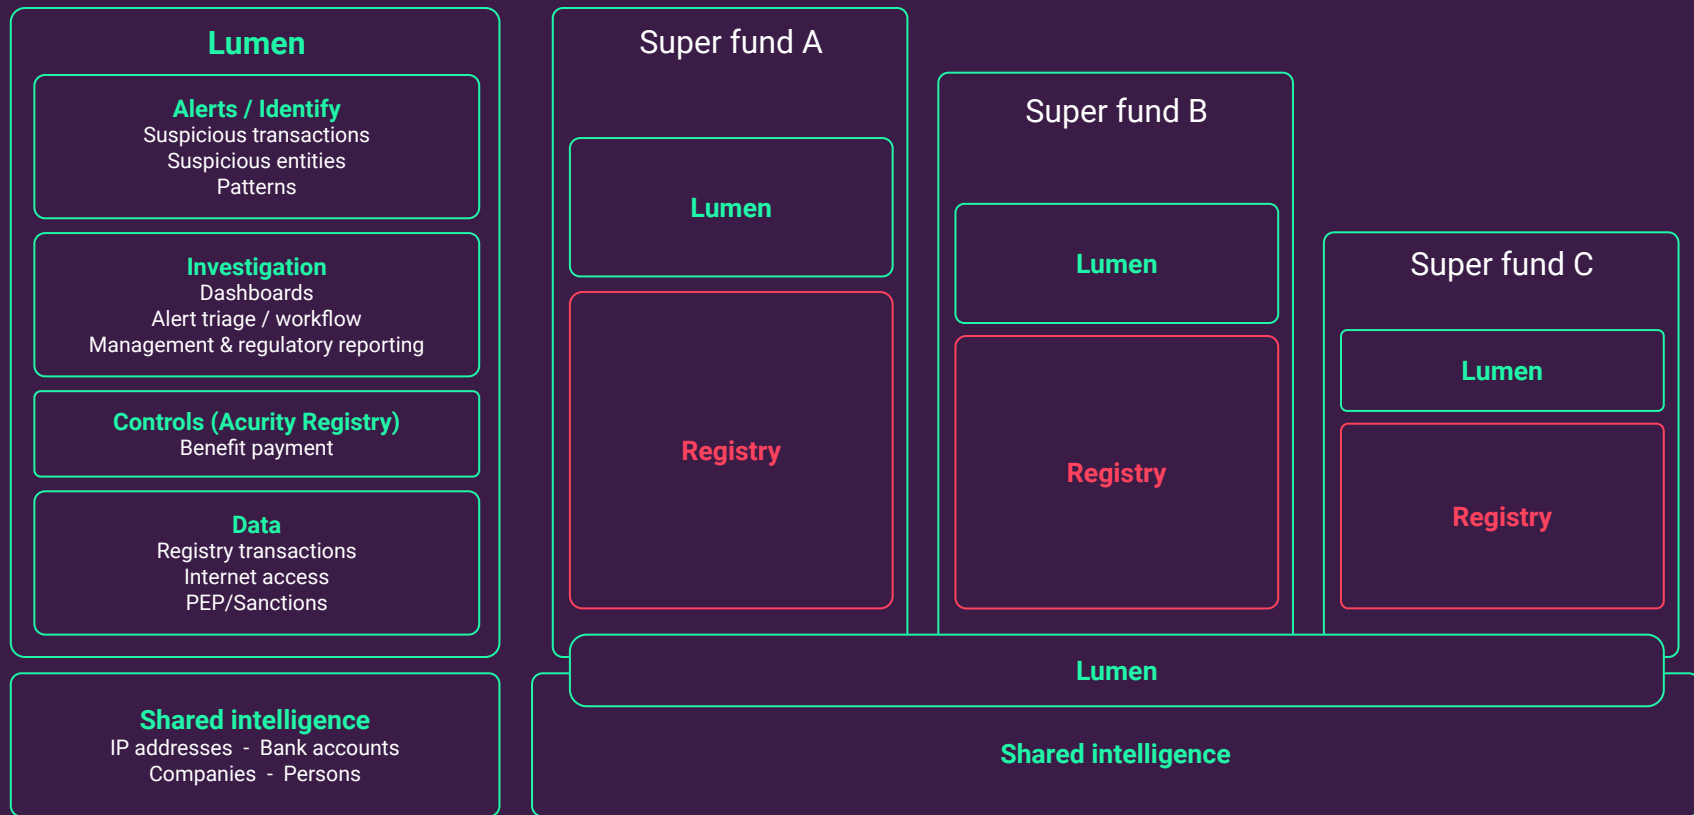 Lumen
Alerts / Identify
Suspicious transactions
Suspicious entities
Patterns
Investigation
Dashboards
Alert triage / workflow
Management & regulatory reporting
Controls (Acurity Registry)
Benefit payment
Data
Registry transactions
Internet access
PEP/Sanctions
Shared intelligence
IP addresses - Bank accounts
Companies - Persons
Super fund A
Lumen
Registry
Super fund B
Lumen
Registry
Super fund C
Lumen
Registry
Lumen
Shared intelligence